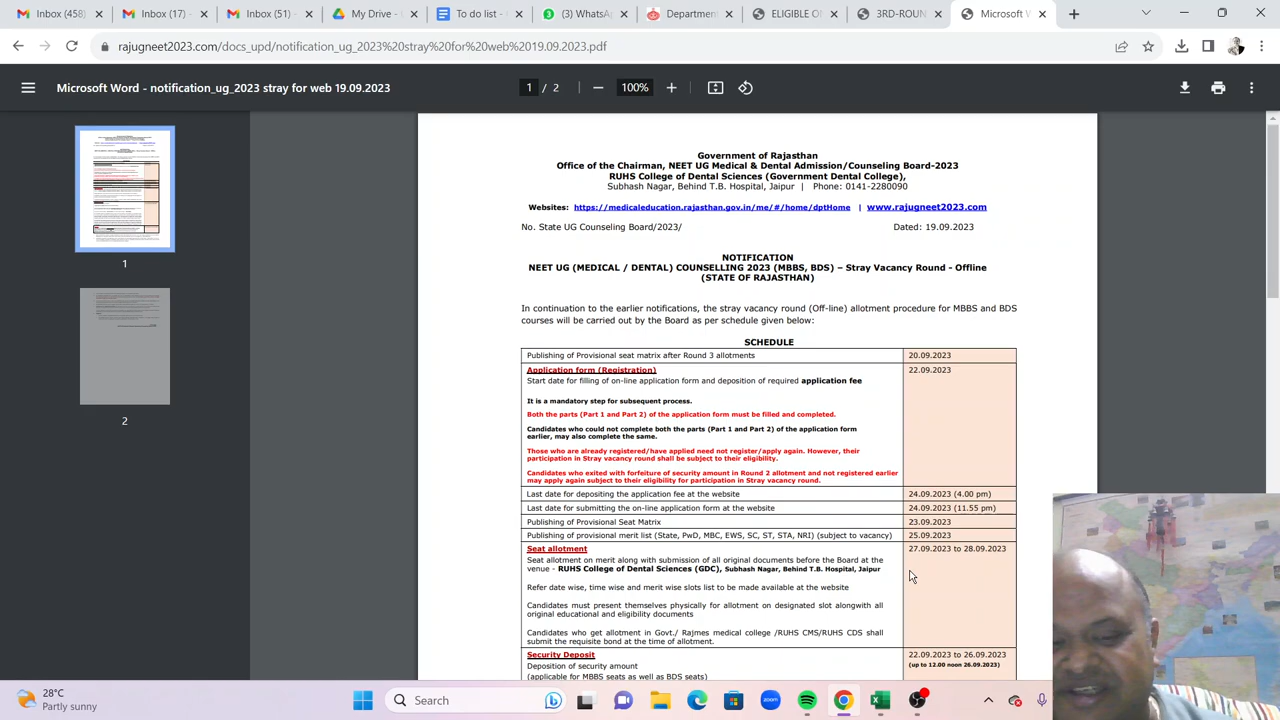 Gmail (43)
Gmail (17)
Gmail (51)
My Drive -
To do list -
(3) WhatsA
Departmen
ELIGIBLE O
3RD-ROUN
Microsoft W
rajugneet2023.com/docs_upd/notification_ug_2023%20stray%20for%20web%2019.09.2023.pdf
Microsoft Word - notification_ug_2023 stray for web 19.09.2023
1 / 2
100%
1
2
Government of Rajasthan
Office of the Chairman, NEET UG Medical & Dental Admission/Counseling Board-2023
RUHS College of Dental Sciences (Government Dental College),
Subhash Nagar, Behind T.B. Hospital, Jaipur | Phone: 0141-2280090
Websites: https://medicaleducation.rajasthan.gov.in/me/#/home/dptHome | www.rajugneet2023.com
No. State UG Counseling Board/2023/ Dated: 19.09.2023
NOTIFICATION
NEET UG (MEDICAL / DENTAL) COUNSELLING 2023 (MBBS, BDS) – Stray Vacancy Round - Offline
(STATE OF RAJASTHAN)
In continuation to the earlier notifications, the stray vacancy round (Off-line) allotment procedure for MBBS and BDS
courses will be carried out by the Board as per schedule given below:
SCHEDULE
Publishing of Provisional seat matrix after Round 3 allotments 20.09.2023
Application form (Registration) 22.09.2023
Start date for filling of on-line application form and deposition of required application fee
It is a mandatory step for subsequent process.
Both the parts (Part 1 and Part 2) of the application form must be filled and completed.
Candidates who could not complete both the parts (Part 1 and Part 2) of the application form
earlier, may also complete the same.
Those who are already registered/have applied need not register/apply again. However, their
participation in Stray vacancy round shall be subject to their eligibility.
Candidates who exited with forfeiture of security amount in Round 2 allotment and not registered earlier
may apply again subject to their eligibility for participation in Stray vacancy round.
Last date for depositing the application fee at the website 24.09.2023 (4.00 pm)
Last date for submitting the on-line application form at the website 24.09.2023 (11.55 pm)
Publishing of Provisional Seat Matrix 23.09.2023
Publishing of Provisional merit list (State, PwD, MBC, EWS, SC, ST, STA, NRI) (subject to vacancy) 25.09.2023
Seat allotment 27.09.2023 to 28.09.2023
Seat allotment on merit along with submission of all original documents before the Board at the
venue - RUHS College of Dental Sciences (GDC), Subhash Nagar, Behind T.B. Hospital, Jaipur
Refer date wise, time wise and merit wise slots list to be made available at the website
Candidates must present themselves physically for allotment on designated slot alongwith all
original educational and eligibility documents
Candidates who get allotment in Govt./ Rajmes medical college /RUHS CMS/RUHS CDS shall
submit the requisite bond at the time of allotment.
Security Deposit 22.09.2023 to 26.09.2023
Deposition of security amount (up to 12.00 noon 26.09.2023)
(applicable for MBBS seats as well as BDS seats)
28°C
Partly sunny
Search
zoom